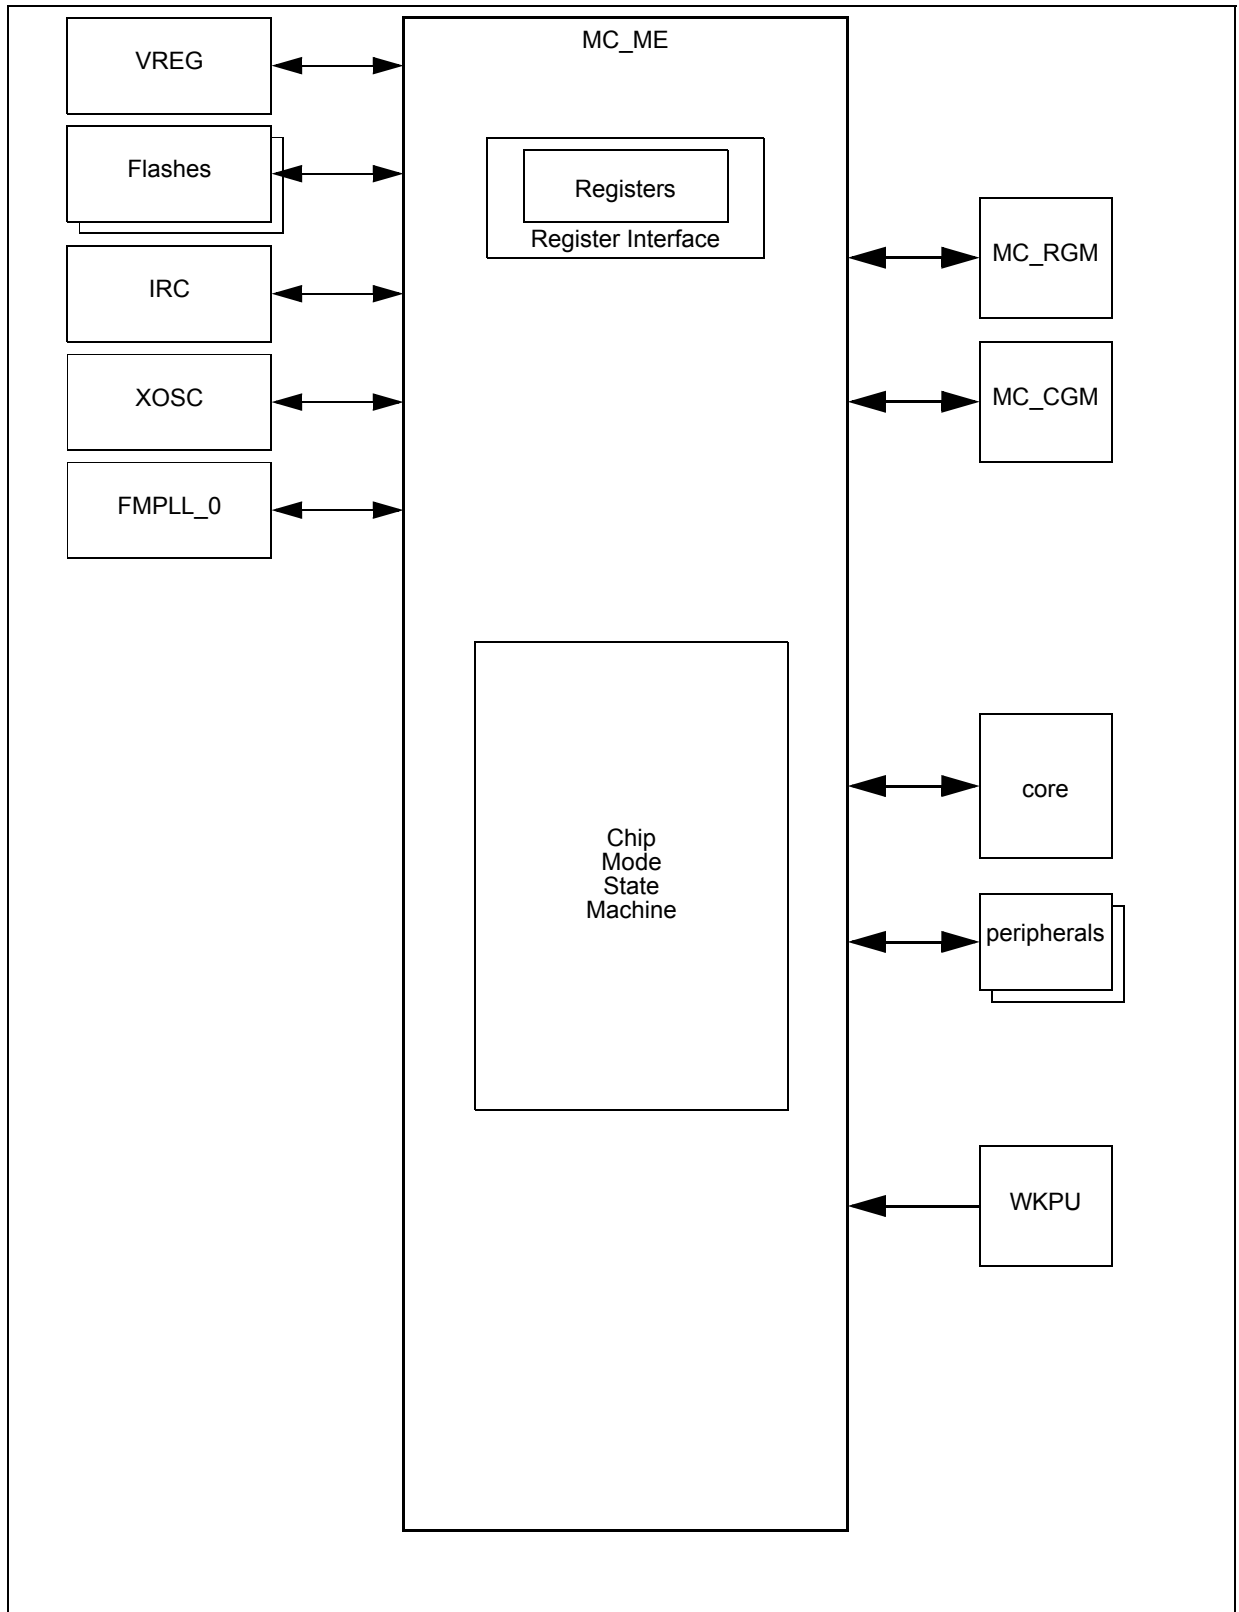 VREG
MC_ME
Flashes
Registers
Register Interface
MC_RGM
IRC
XOSC
MC_CGM
FMPLL_0
core
Chip
Mode
State
Machine
peripherals
WKPU